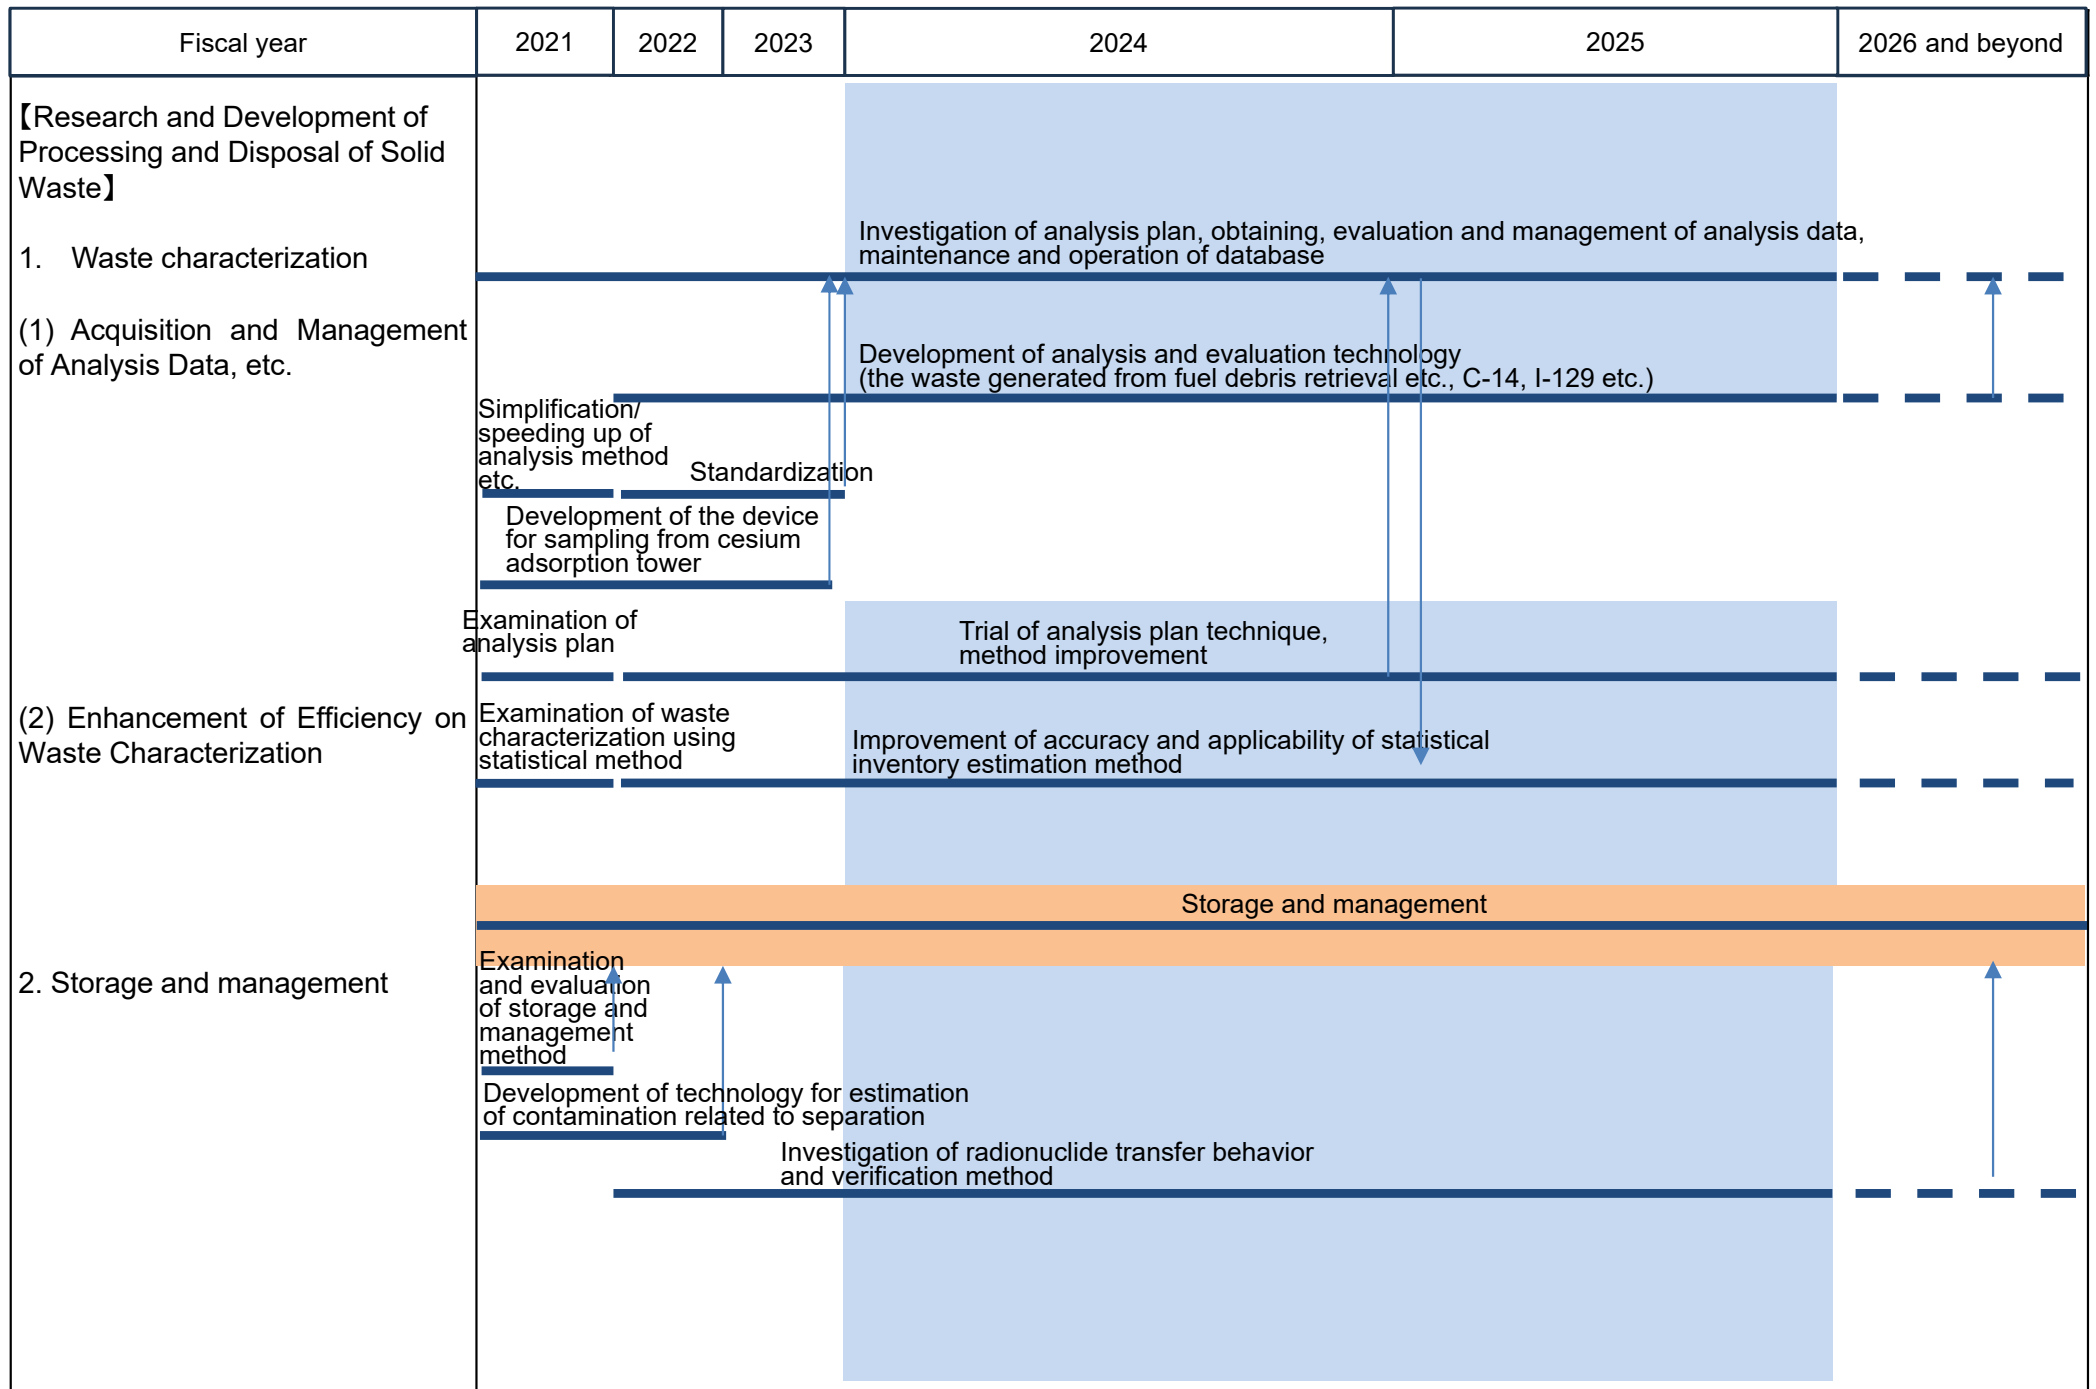 Fiscal year
2021
2022
2023
2024
2025
2026 and beyond
【Research and Development of
Processing and Disposal of Solid
Waste】
1. Waste characterization
Investigation of analysis plan, obtaining, evaluation and management of analysis data,
maintenance and operation of database
(1) Acquisition and Management
of Analysis Data, etc.
Development of analysis and evaluation technology
(the waste generated from fuel debris retrieval etc., C-14, I-129 etc.)
Simplification/
speeding up of
analysis method
etc.
Standardization
Development of the device
for sampling from cesium
adsorption tower
Examination of
analysis plan
Trial of analysis plan technique,
method improvement
(2) Enhancement of Efficiency on
Waste Characterization
Examination of waste
characterization using
statistical method
Improvement of accuracy and applicability of statistical
inventory estimation method
Storage and management
2. Storage and management
Examination
and evaluation
of storage and
management
method
Development of technology for estimation
of contamination related to separation
Investigation of radionuclide transfer behavior
and verification method